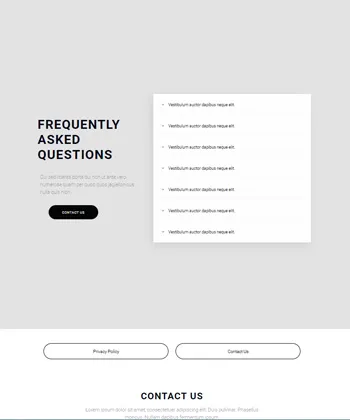 FREQUENTLY
ASKED
QUESTIONS
CONTACT US
Vestibulum auctor dapibus neque elit.
Vestibulum auctor dapibus neque elit.
Vestibulum auctor dapibus neque elit.
Vestibulum auctor dapibus neque elit.
Vestibulum auctor dapibus neque elit.
Vestibulum auctor dapibus neque elit.
Vestibulum auctor dapibus neque elit.
Privacy Policy
Contact Us
CONTACT US
Lorem ipsum dolor sit amet consectetuer adipiscing elit. Duis pulvinar. Phasellus
rhoncus. Nullam dapibus fermentum ipsum.